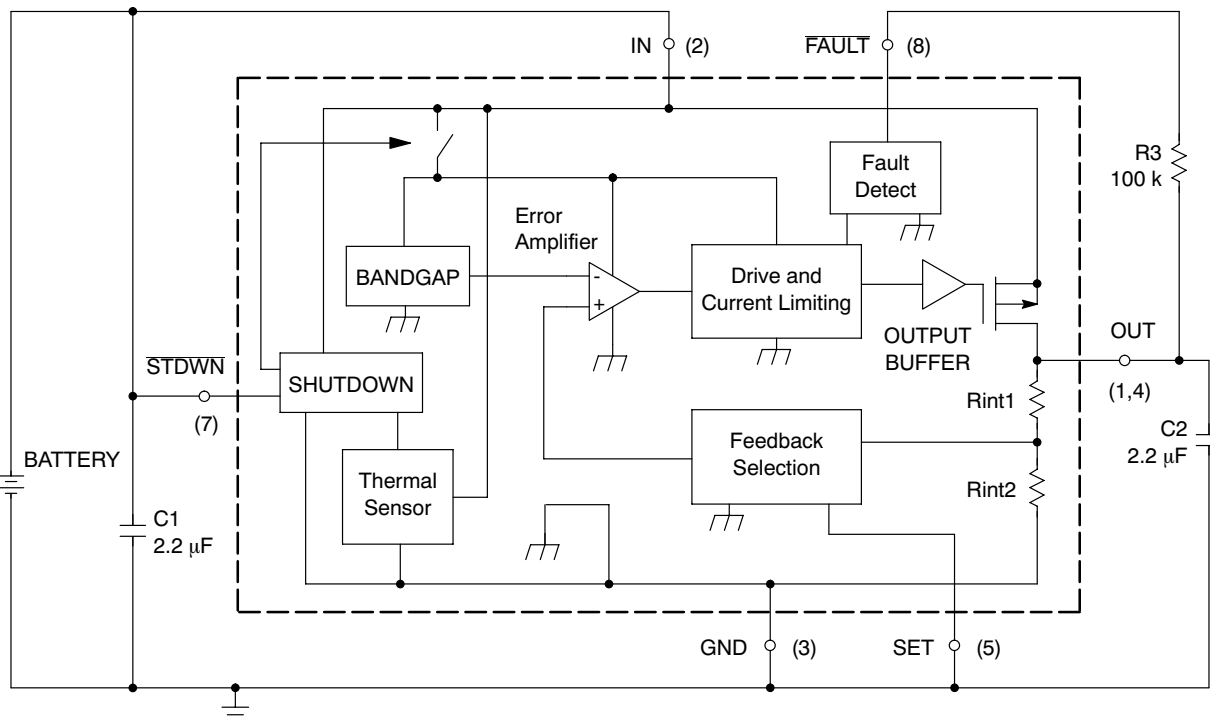 IN (2)
FAULT (8)
Fault
Detect
R3
100 k
Error
Amplifier
BANDGAP
-
+
Drive and
Current Limiting
OUTPUT
BUFFER
OUT
(1,4)
STDWN
(7)
SHUTDOWN
Rint1
Feedback
Selection
C2
2.2 µF
BATTERY
Thermal
Sensor
Rint2
C1
2.2 µF
GND (3)
SET (5)